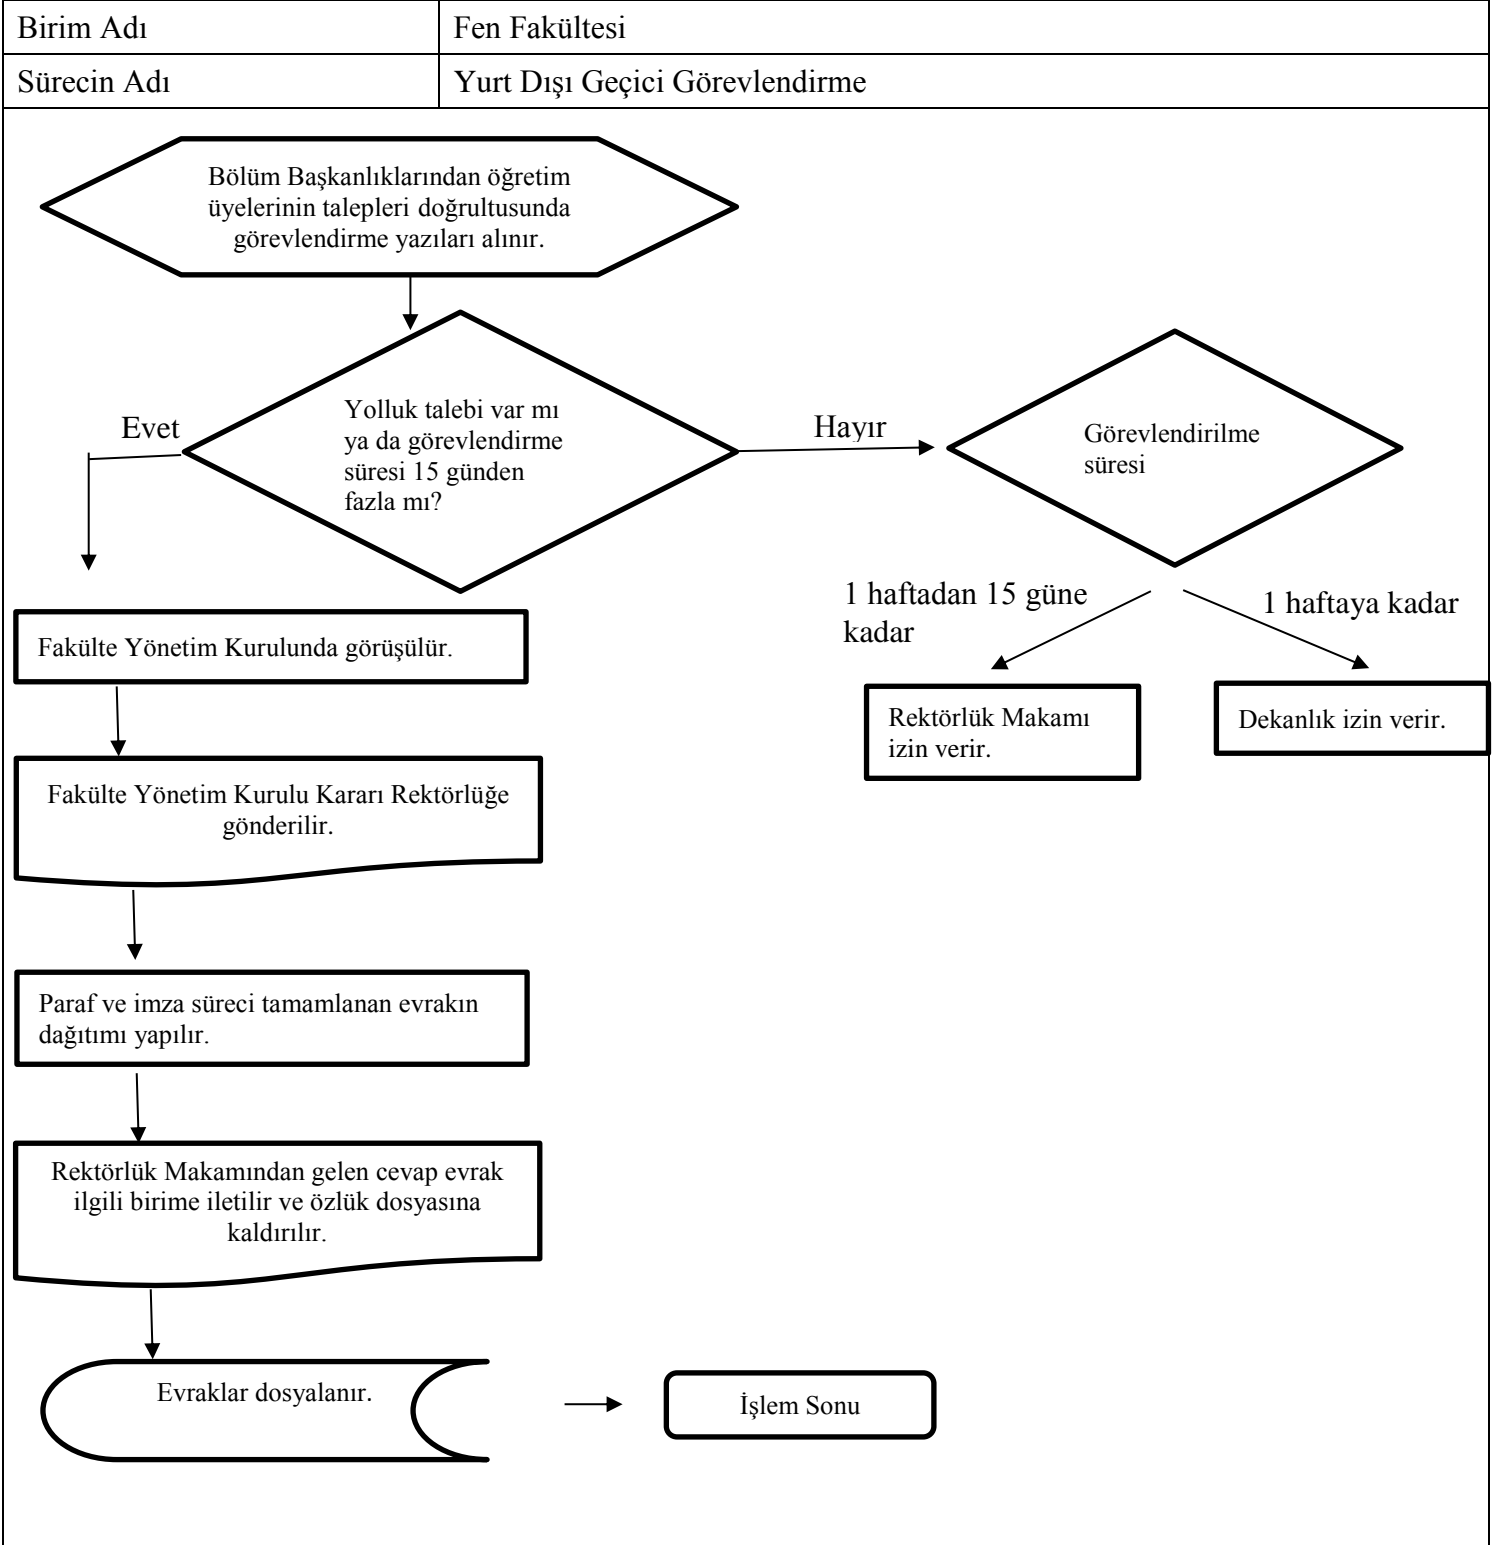 Birim Adı
Fen Fakültesi
Sürecin Adı
Yurt Dışı Geçici Görevlendirme
Bölüm Başkanlıklarından öğretim
üyelerinin talepleri doğrultusunda
görevlendirme yazıları alınır.
Evet
Yolluk talebi var mı
ya da görevlendirme
süresi 15 günden
fazla mı?
Hayır
Görevlendirilme
süresi
1 haftadan 15 güne
kadar
1 haftaya kadar
Fakülte Yönetim Kurulunda görüşülür.
Rektörlük Makamı
izin verir.
Dekanlık izin verir.
Fakülte Yönetim Kurulu Kararı Rektörlüğe
gönderilir.
Paraf ve imza süreci tamamlanan evrakın
dağıtımı yapılır.
Rektörlük Makamından gelen cevap evrak
ilgili birime iletilir ve özlük dosyasına
kaldırılır.
Evraklar dosyalanır.
İşlem Sonu